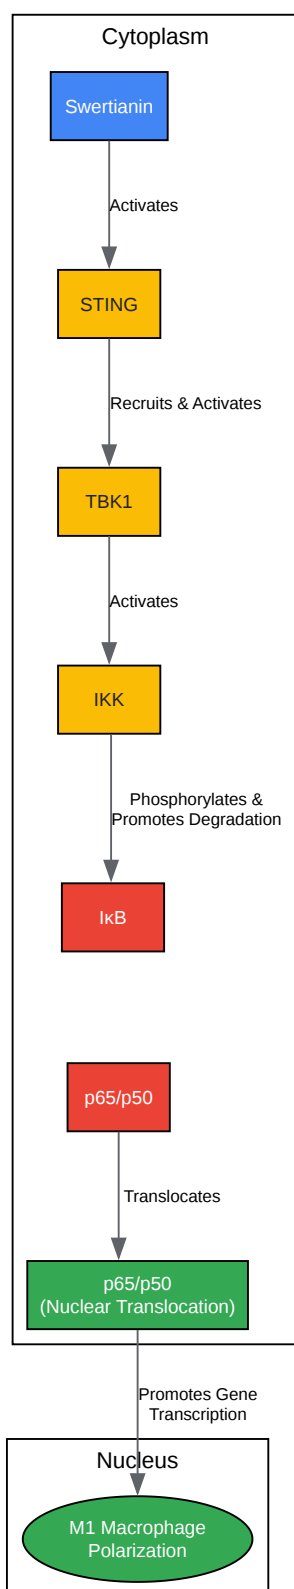 Cytoplasm
Swertianin
Activates
STING
Recruits & Activates
TBK1
Activates
IKK
Phosphorylates &
Promotes Degradation
IκB
p65/p50
Translocates
p65/p50
(Nuclear Translocation)
Promotes Gene
Transcription
Nucleus
M1 Macrophage
Polarization